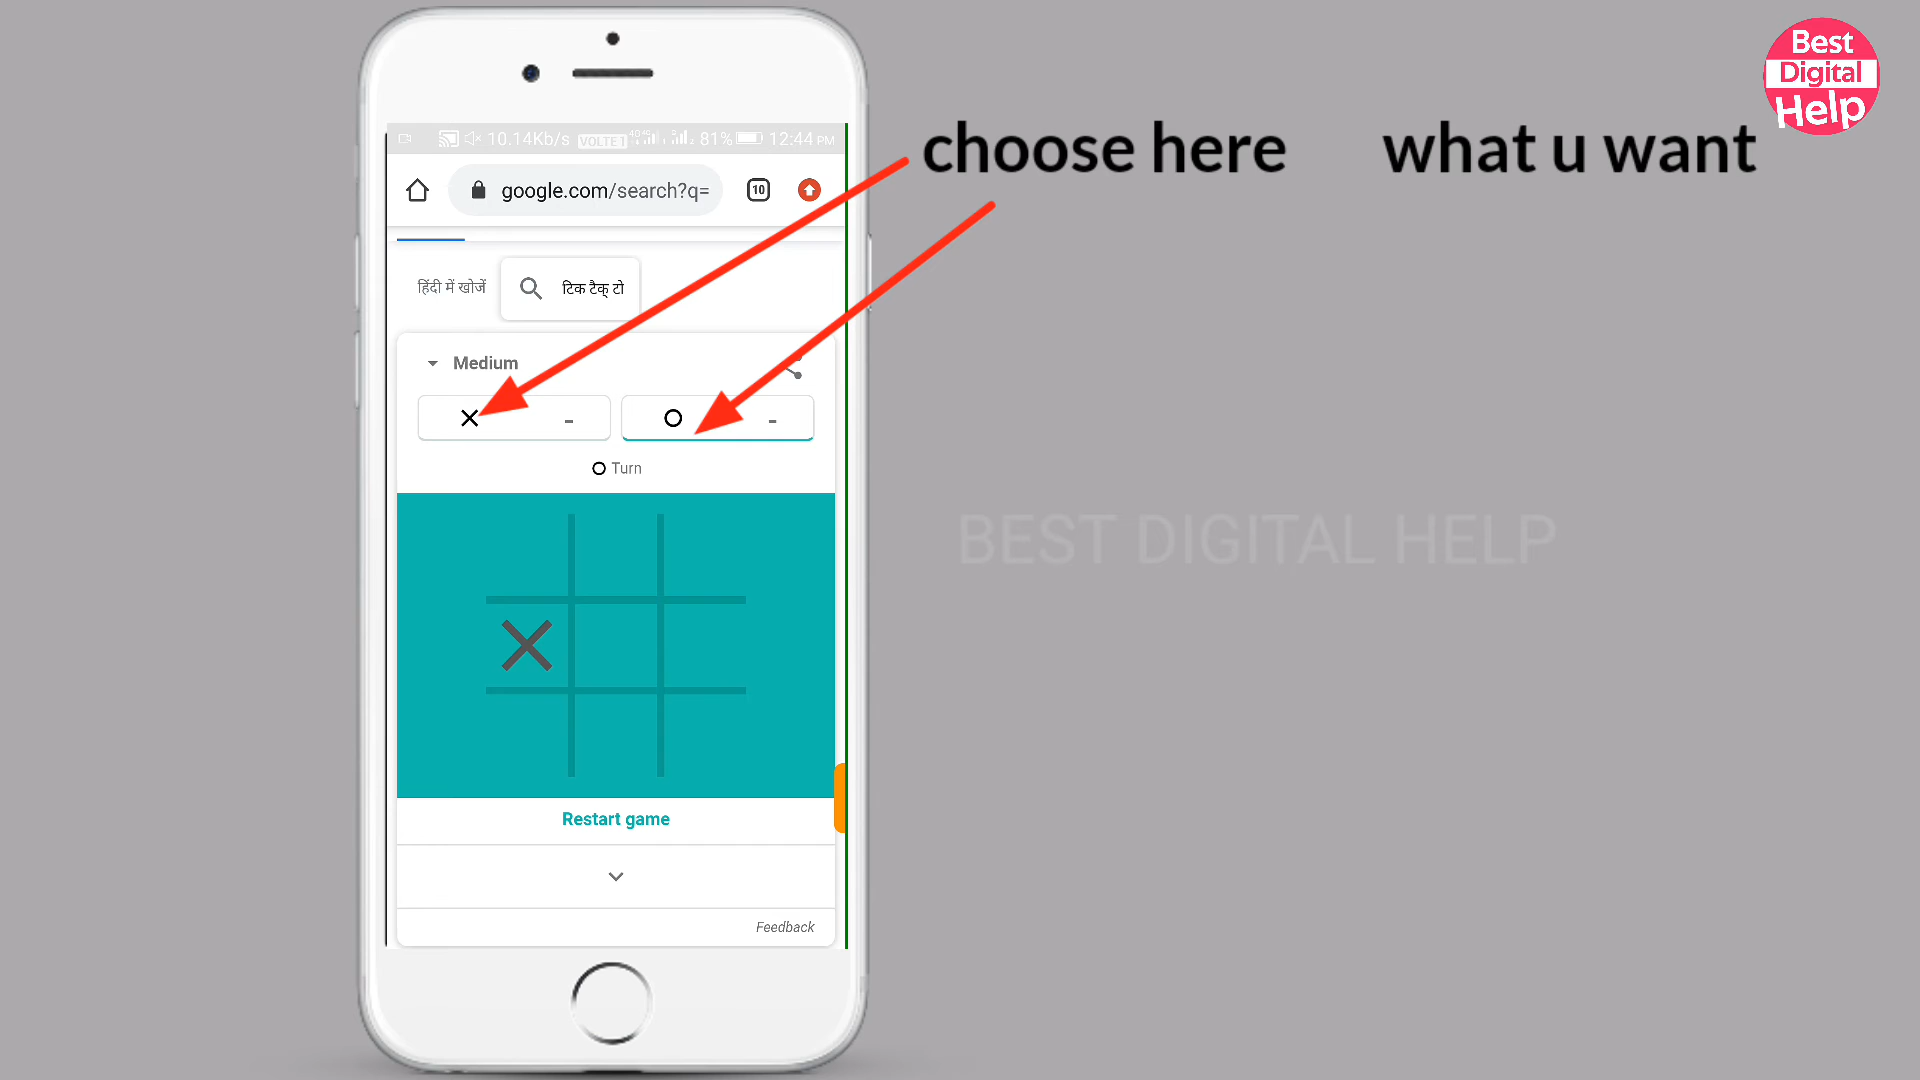 Best
Digital
Help
choose here what u want
10.14Kb/s VOLTE 81% 12:44 PM
google.com/search?q= 10
हिंदी में खोजें टिक टैक् टो
Medium
X - O -
O Turn
BEST DIGITAL HELP
X
Restart game
Feedback